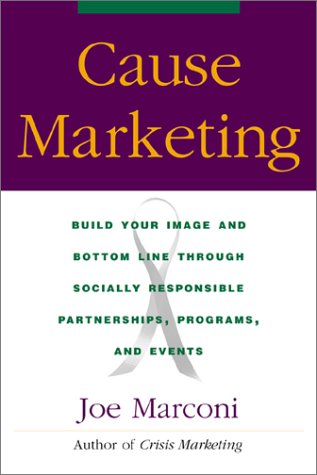 Cause
Marketing
BUILD YOUR IMAGE AND
BOTTOM LINE THROUGH
SOCIALLY RESPONSIBLE
PARTNERSHIPS, PROGRAMS,
AND EVENTS
Joe Marconi
Author of Crisis Marketing